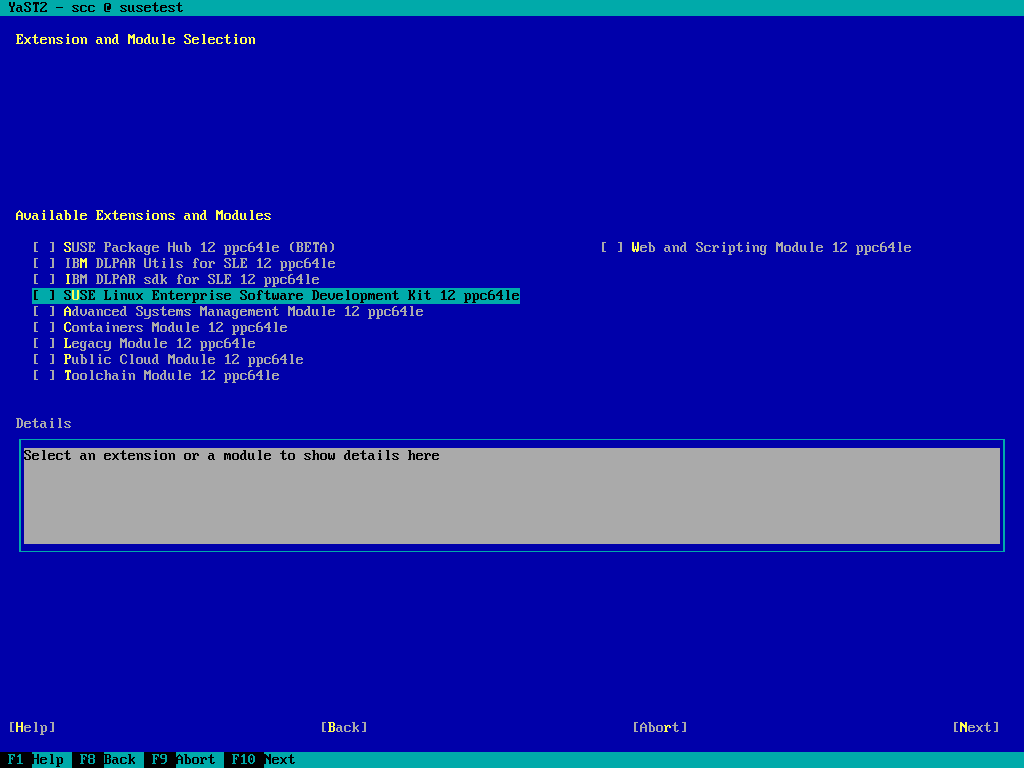 YaST2 - scc @ susetest
Extension and Module Selection
Available Extensions and Modules
[ ] SUSE Package Hub 12 ppc64le (BETA) [ ] Web and Scripting Module 12 ppc64le
[ ] IBM DLPAR Utils for SLE 12 ppc64le
[ ] IBM DLPAR sdk for SLE 12 ppc64le
[ ] SUSE Linux Enterprise Software Development Kit 12 ppc64le
[ ] Advanced Systems Management Module 12 ppc64le
[ ] Containers Module 12 ppc64le
[ ] Legacy Module 12 ppc64le
[ ] Public Cloud Module 12 ppc64le
[ ] Toolchain Module 12 ppc64le
Details
Select an extension or a module to show details here
[Help] [Back] [Abort] [Next]
F1 Help F8 Back F9 Abort F10 Next